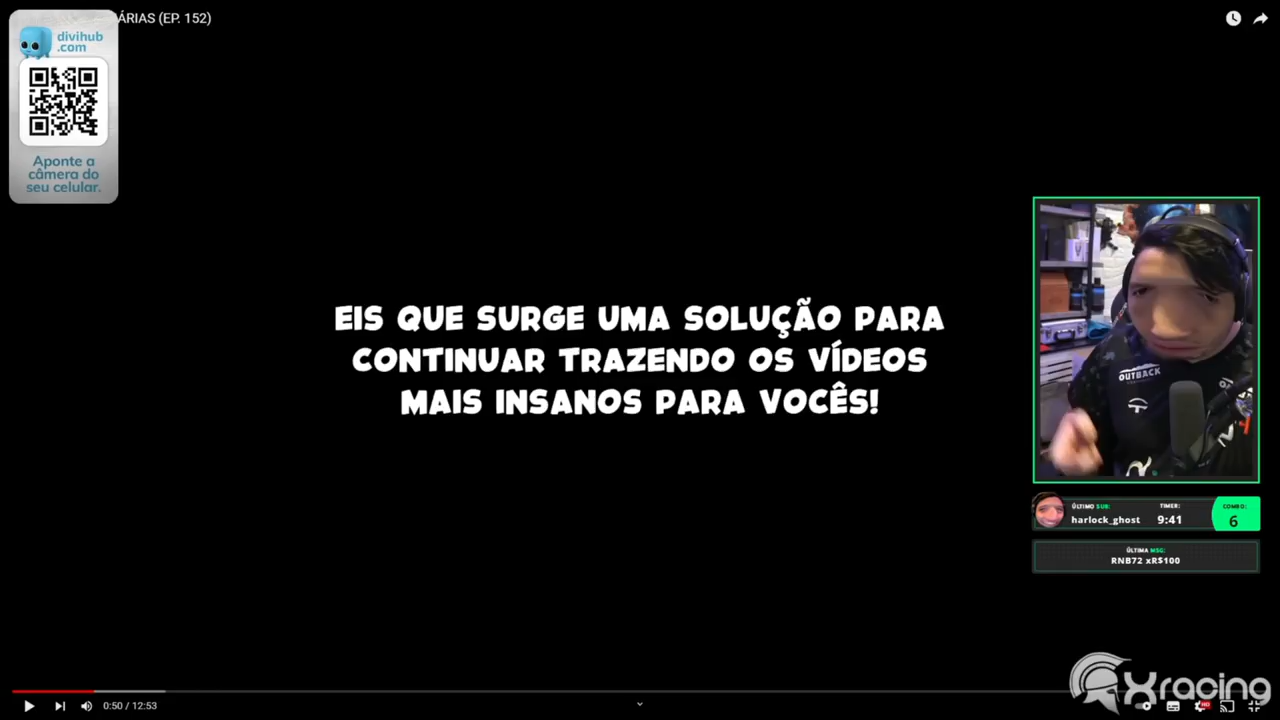 ÁRIAS (EP. 152)
divihub
.com
Aponte a
câmera do
seu celular.
EIS QUE SURGE UMA SOLUÇÃO PARA
CONTINUAR TRAZENDO OS VÍDEOS
MAIS INSANOS PARA VOCÊS!
OUTBACK
ÚLTIMO SUB:
harlock_ghost
TIMER:
9:41
COMBO:
6
ÚLTIMA MSG:
RNB72 xR$100
Xracing
0:50 / 12:53
HD